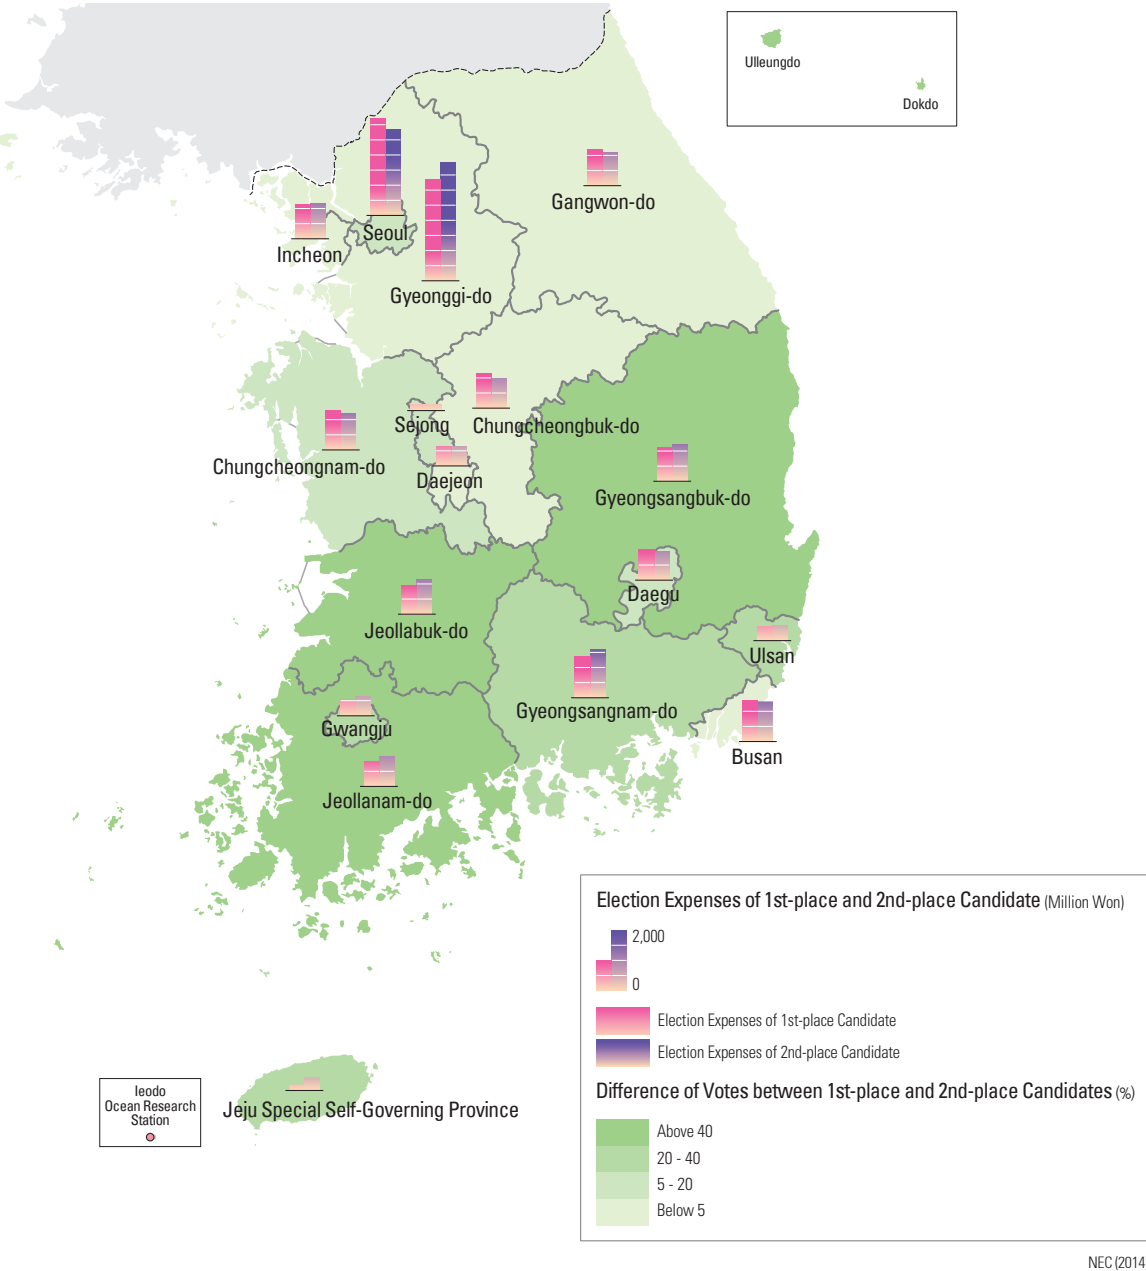 Ulleungdo
Dokdo
Gangwon-do
Seoul
Incheon
Gyeonggi-do
Sejong
Chungcheongbuk-do
Chungcheongnam-do
Daejeon
Gyeongsangbuk-do
Daegu
Jeollabuk-do
Ulsan
Gyeongsangnam-do
Gwangju
Busan
Jeollanam-do
Election Expenses of 1st-place and 2nd-place Candidate (Million Won)
2,000
0
Election Expenses of 1st-place Candidate
Election Expenses of 2nd-place Candidate
Difference of Votes between 1st-place and 2nd-place Candidates (%)
Above 40
20 - 40
5 - 20
Below 5
Ieodo
Ocean Research
Station
Jeju Special Self-Governing Province
NEC (2014